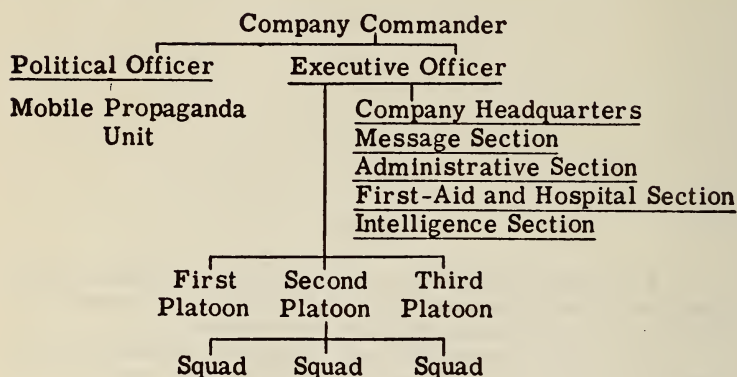 Company Commander
Political Officer
Executive Officer
Mobile Propaganda
Unit
Company Headquarters
Message Section
Administrative Section
First-Aid and Hospital Section
Intelligence Section
First
Platoon
Second
Platoon
Third
Platoon
Squad
Squad
Squad